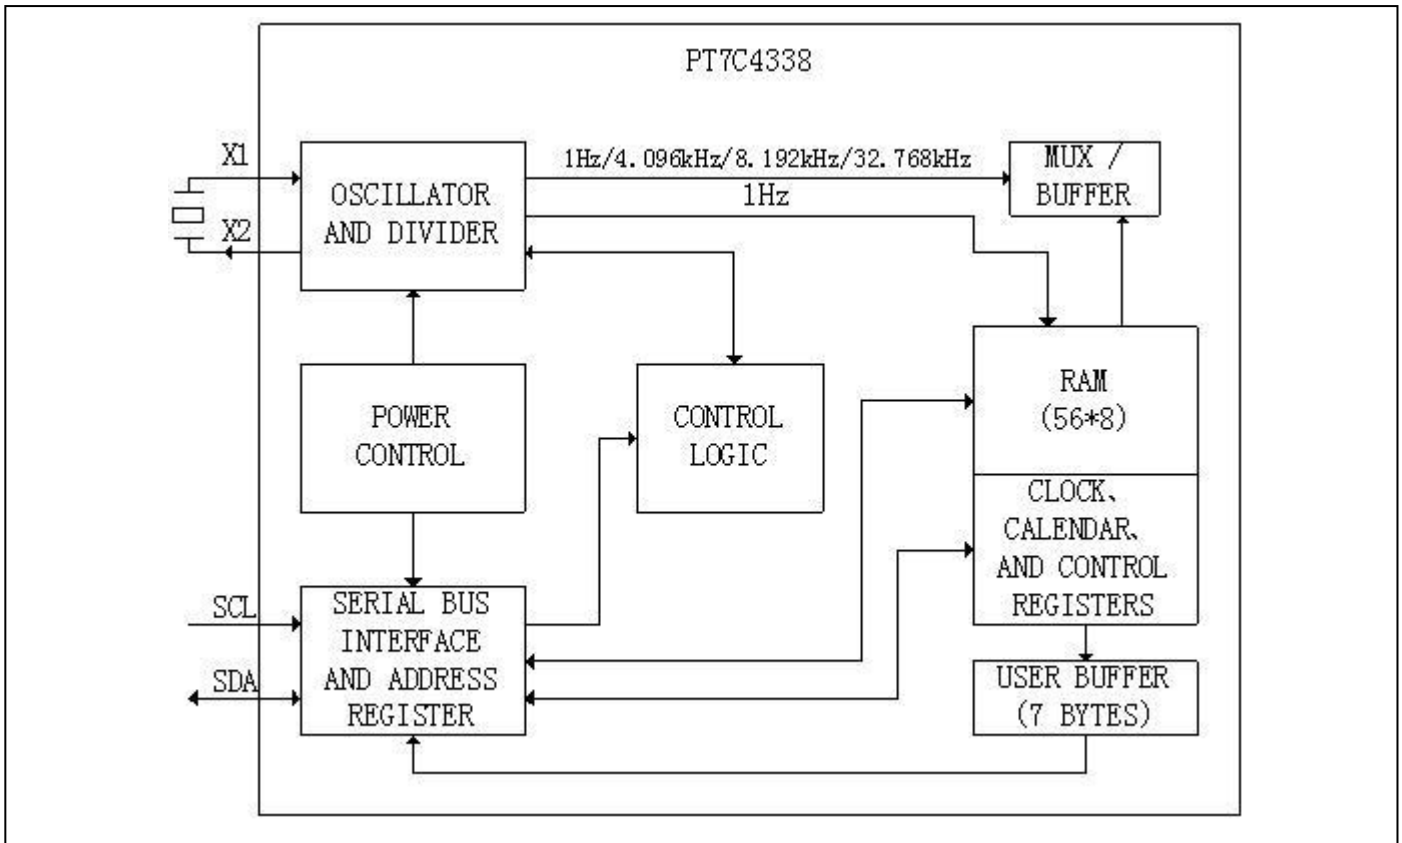 PT7C4338
X1
X2
OSCILLATOR
AND DIVIDER
1Hz/4.096kHz/8.192kHz/32.768kHz
1Hz
MUX /
BUFFER
POWER
CONTROL
CONTROL
LOGIC
RAM
(56*8)
CLOCK、
CALENDAR、
AND CONTROL
REGISTERS
SCL
SDA
SERIAL BUS
INTERFACE
AND ADDRESS
REGISTER
USER BUFFER
(7 BYTES)